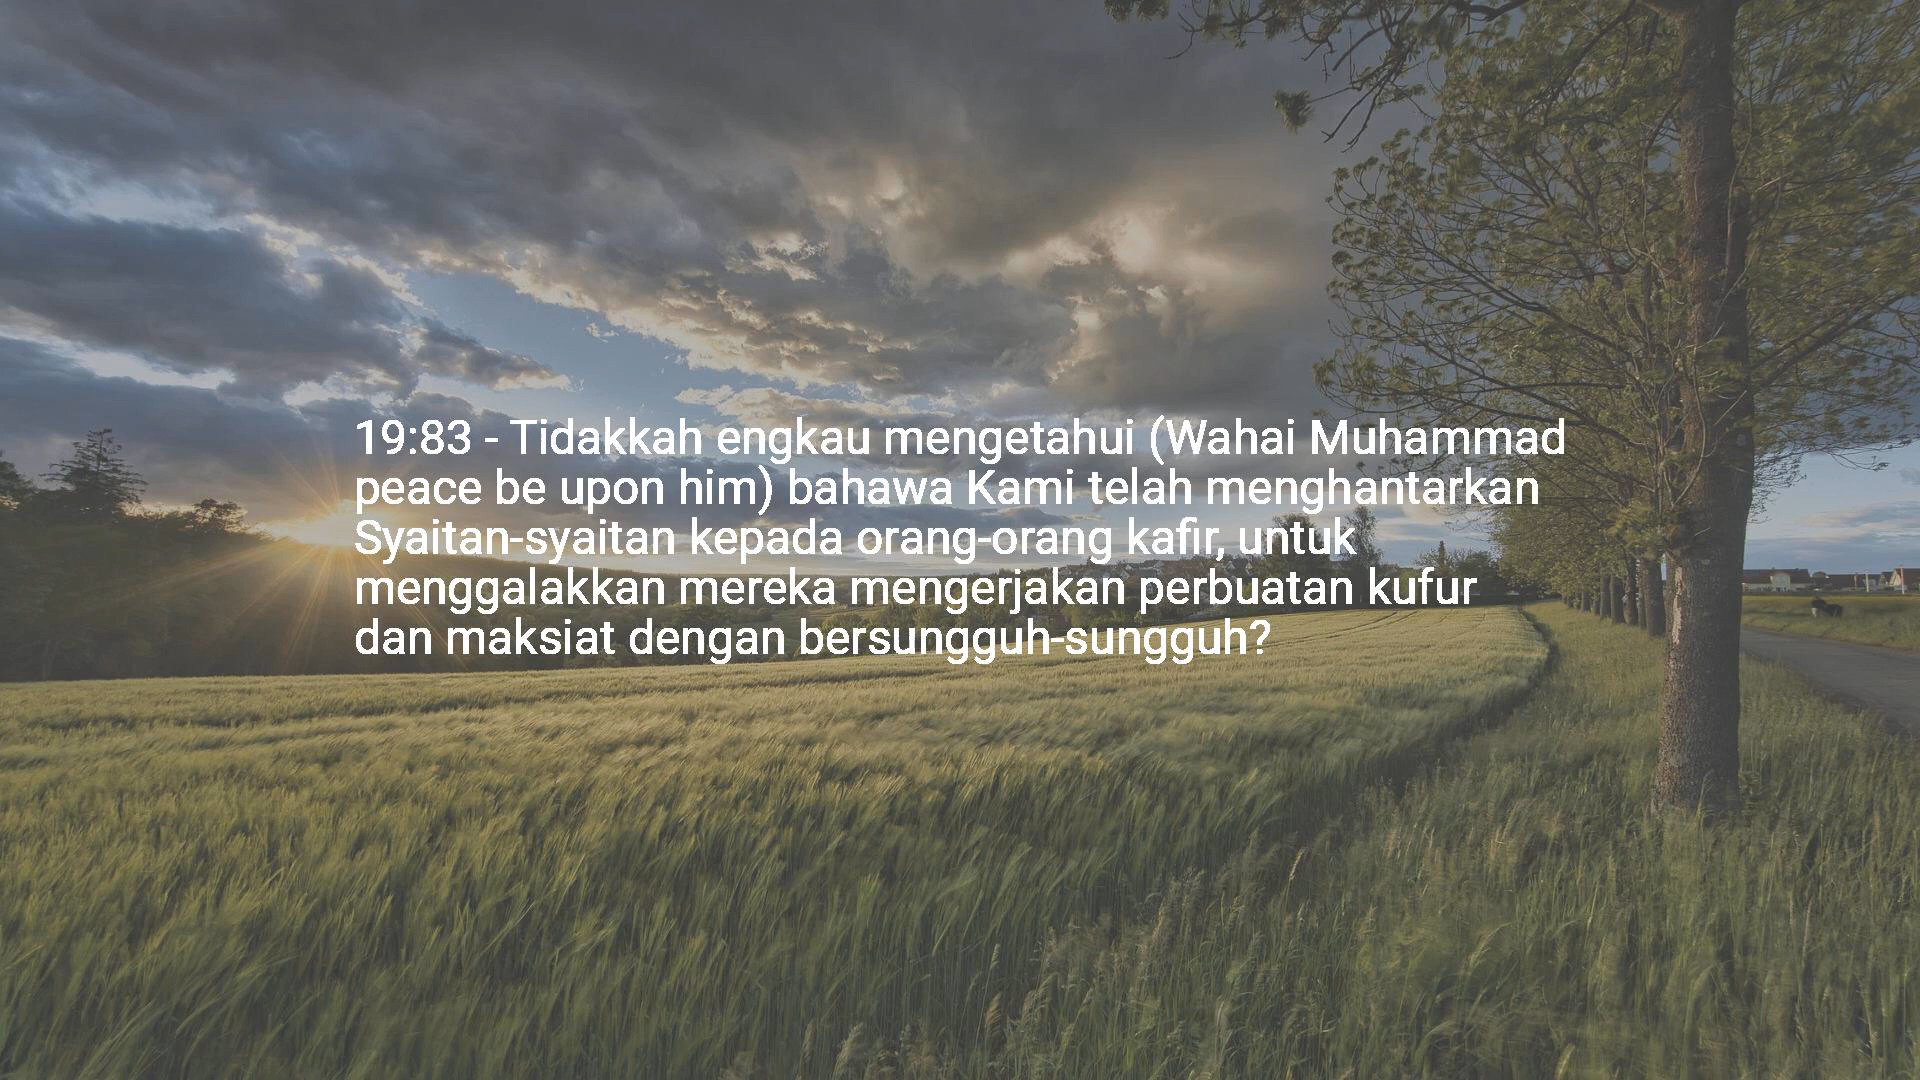 19:83 - Tidakkah engkau mengetahui (Wahai Muhammad
peace be upon him) bahawa Kami telah menghantarkan
Syaitan-syaitan kepada orang-orang kafir, untuk
menggalakkan mereka mengerjakan perbuatan kufur
dan maksiat dengan bersungguh-sungguh?